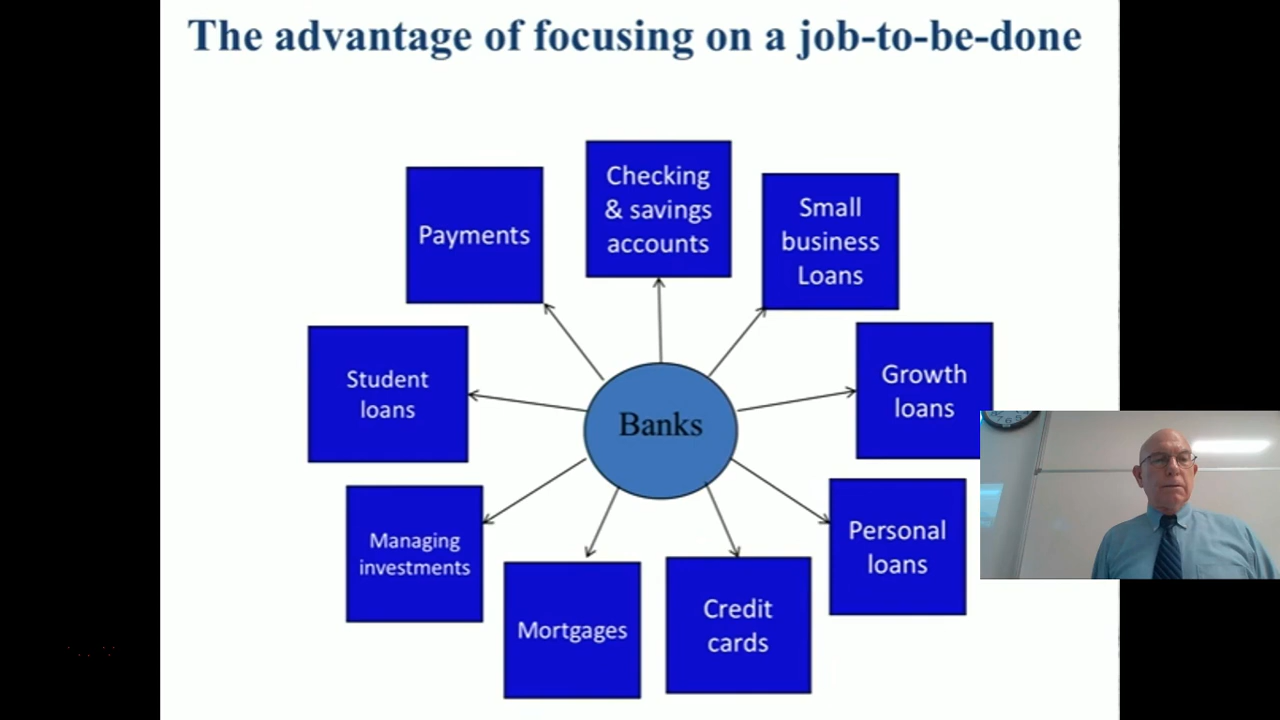 The advantage of focusing on a job-to-be-done
Checking
& savings
accounts
Payments
Small
business
Loans
Student
loans
Growth
loans
Banks
Managing
investments
Personal
loans
Mortgages
Credit
cards